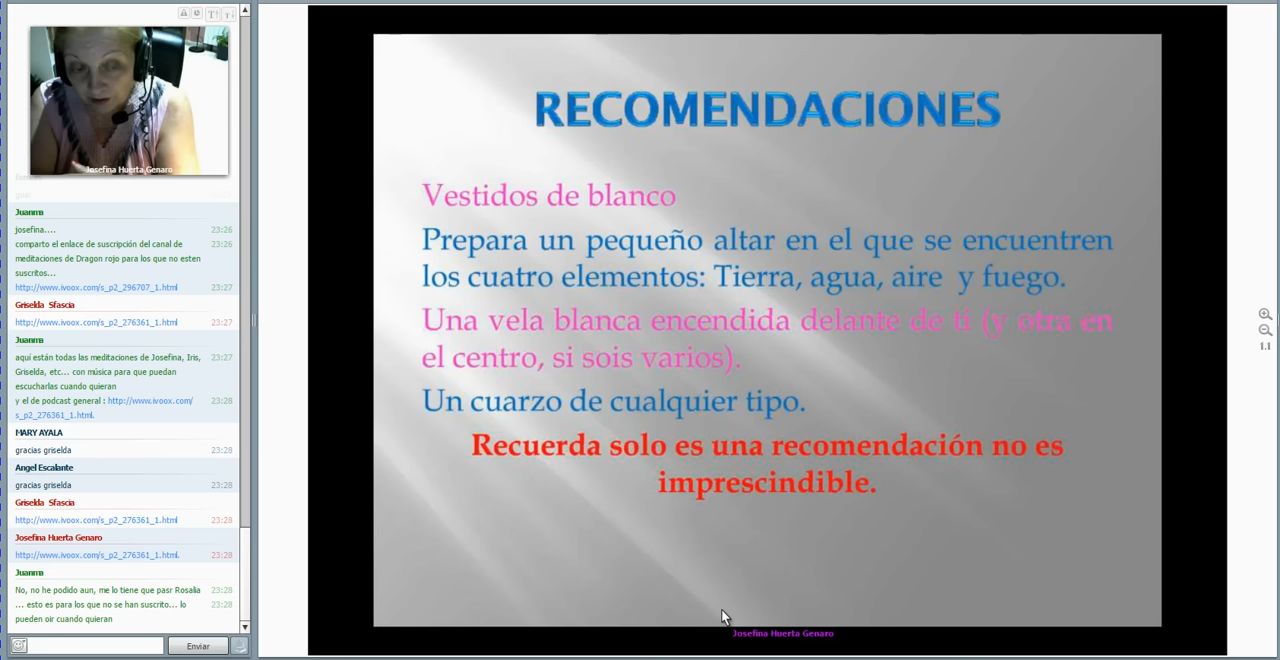 Josefina Huerta Genaro
Juanma
josefina.... 23:26
comparto el enlace de suscripción del canal de 23:26
meditaciones de Dragon rojo para los que no esten
suscritos...
http://www.ivoox.com/s_p2_296707_1.html 23:27
Griselda Sfascia
http://www.ivoox.com/s_p2_276361_1.html 23:27
Juanma
aquí están todas las meditaciones de Josefina, Iris, 23:27
Griselda, etc... con música para que puedan
escucharlas cuando quieran
y el de podcast general : http://www.ivoox.com/ 23:28
s_p2_276361_1.html.
MARY AYALA
gracias griselda 23:28
Angel Escalante
gracias griselda 23:28
Griselda Sfascia
http://www.ivoox.com/s_p2_276361_1.html 23:28
Josefina Huerta Genaro
http://www.ivoox.com/s_p2_276361_1.html. 23:28
Juanma
No, no he podido aun, me lo tiene que pasr Rosalia 23:28
... esto es para los que no se han suscrito... lo 23:28
pueden oir cuando quieran
Enviar
RECOMENDACIONES
Vestidos de blanco
Prepara un pequeño altar en el que se encuentren
los cuatro elementos: Tierra, agua, aire y fuego.
Una vela blanca encendida delante de ti (y otra en
el centro, si sois varios).
Un cuarzo de cualquier tipo.
Recuerda solo es una recomendación no es
imprescindible.
Josefina Huerta Genaro
1.1